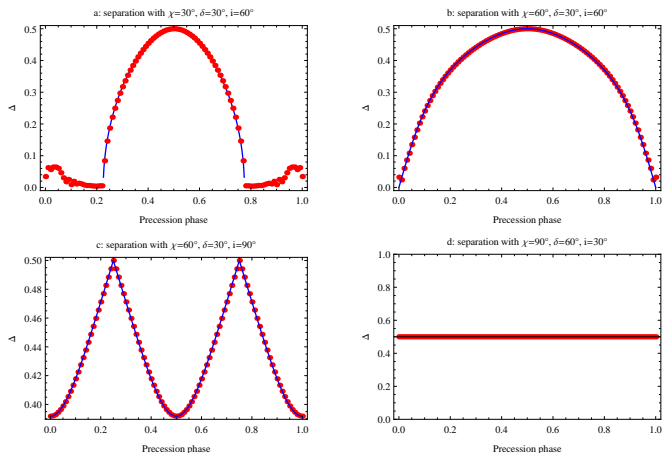 a: separation with χ=30°, δ=30°, i=60°
0.5
0.4
0.3
0.2
0.1
0.0
Δ
0.0 0.2 0.4 0.6 0.8 1.0
Precession phase
b: separation with χ=60°, δ=30°, i=60°
0.5
0.4
0.3
0.2
0.1
0.0
Δ
0.0 0.2 0.4 0.6 0.8 1.0
Precession phase
c: separation with χ=60°, δ=30°, i=90°
0.50
0.48
0.46
0.44
0.42
0.40
Δ
0.0 0.2 0.4 0.6 0.8 1.0
Precession phase
d: separation with χ=90°, δ=60°, i=30°
1.0
0.8
0.6
0.4
0.2
0.0
Δ
0.0 0.2 0.4 0.6 0.8 1.0
Precession phase